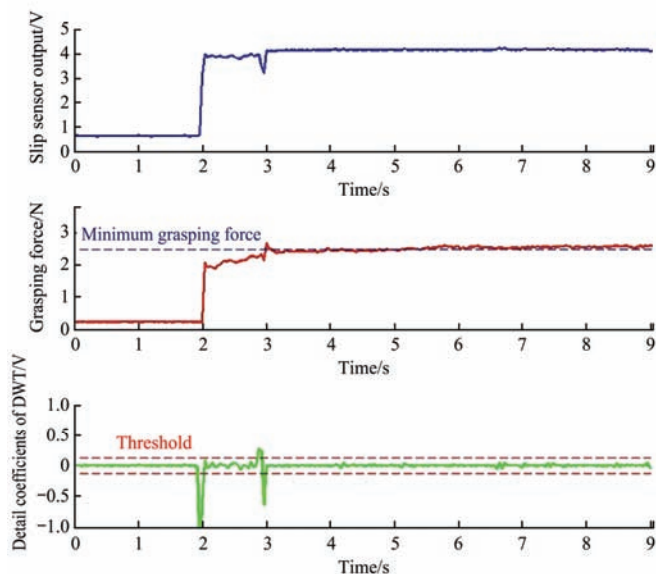 Slip sensor output/V
5
4
3
2
1
0
0 1 2 3 4 5 6 7 8 9
Time/s
Grasping force/N
Minimum grasping force
3
2
1
0
0 1 2 3 4 5 6 7 8 9
Time/s
Detail coefficients of DWT/V
Threshold
1.0
0.5
0
−0.5
−1.0
0 1 2 3 4 5 6 7 8 9
Time/s